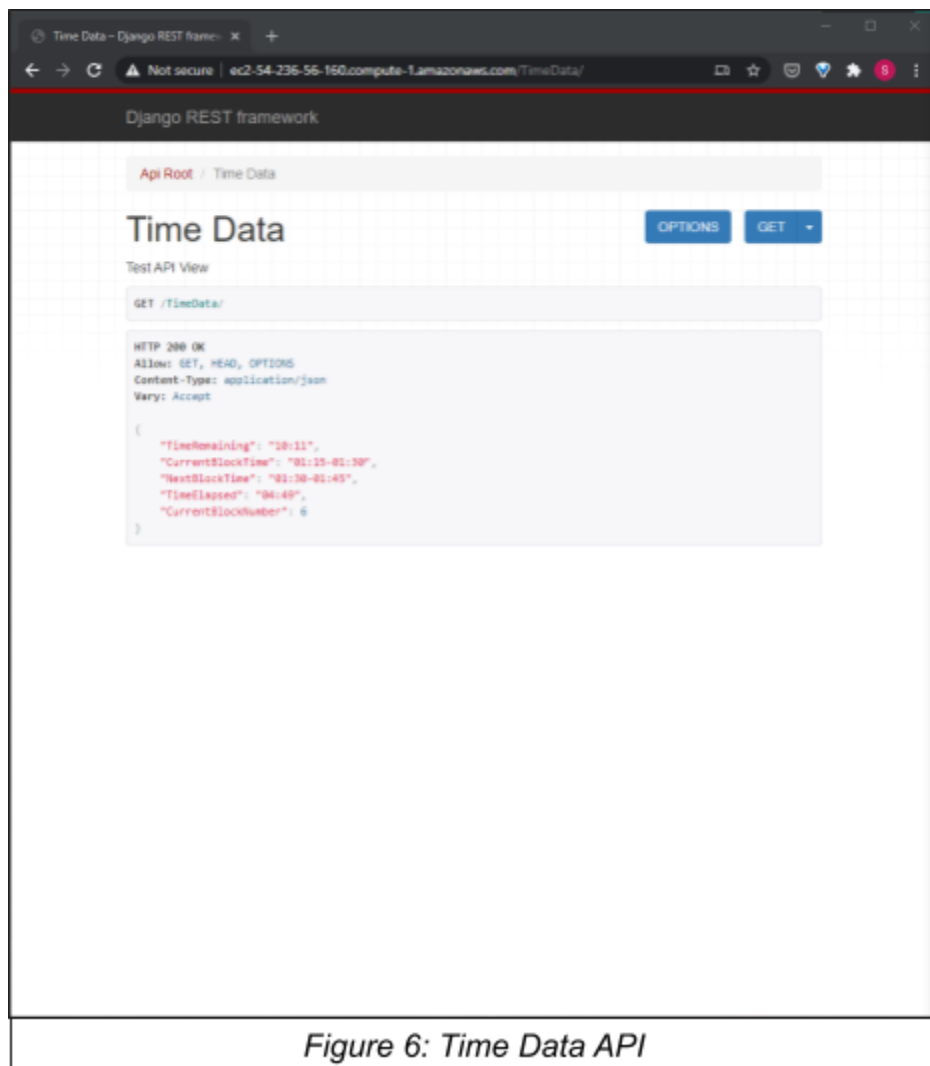 Time Data – Django REST frame
Not secure | ec2-54-236-56-160.compute-1.amazonaws.com/TimeData/
S
Django REST framework
Api Root / Time Data
Time Data
OPTIONS
GET
Test API View
GET /TimeData/
HTTP 200 OK
Allow: GET, HEAD, OPTIONS
Content-Type: application/json
Vary: Accept
{
"TimeRemaining": "10:11",
"CurrentBlockTime": "01:15-01:30",
"NextBlockTime": "01:30-01:45",
"TimeElapsed": "04:49",
"CurrentBlockNumber": 6
}
Figure 6: Time Data API